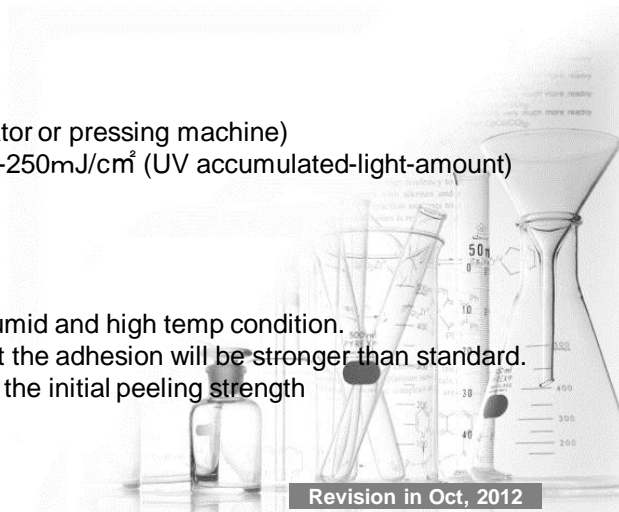 tor or pressing machine)
-250mJ/cm² (UV accumulated-light-amount)
umid and high temp condition.
t the adhesion will be stronger than standard.
the initial peeling strength
Revision in Oct, 2012